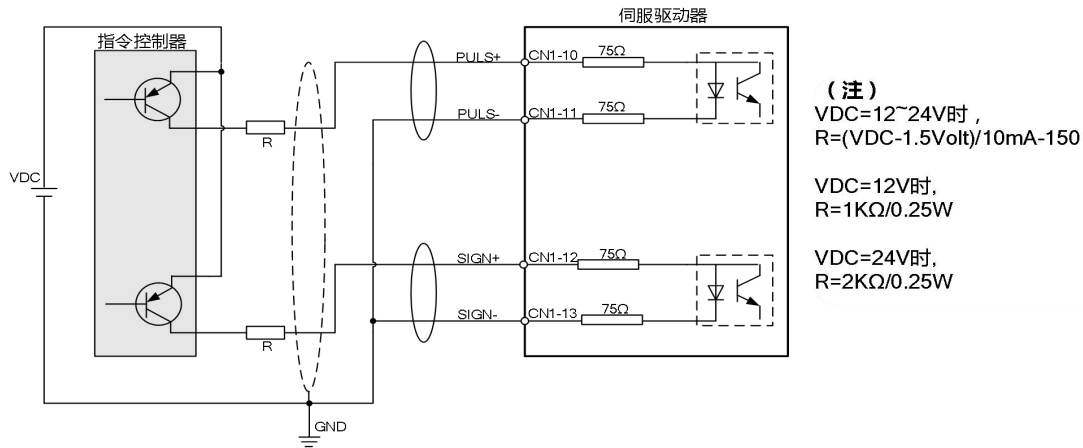 伺服驱动器
指令控制器
PULS+
CN1-10
75Ω
PULS-
CN1-11
75Ω
R
VDC
SIGN+
CN1-12
75Ω
SIGN-
CN1-13
75Ω
R
GND
（注）
VDC=12~24V时，
R=(VDC-1.5Volt)/10mA-150
VDC=12V时,
R=1KΩ/0.25W
VDC=24V时,
R=2KΩ/0.25W